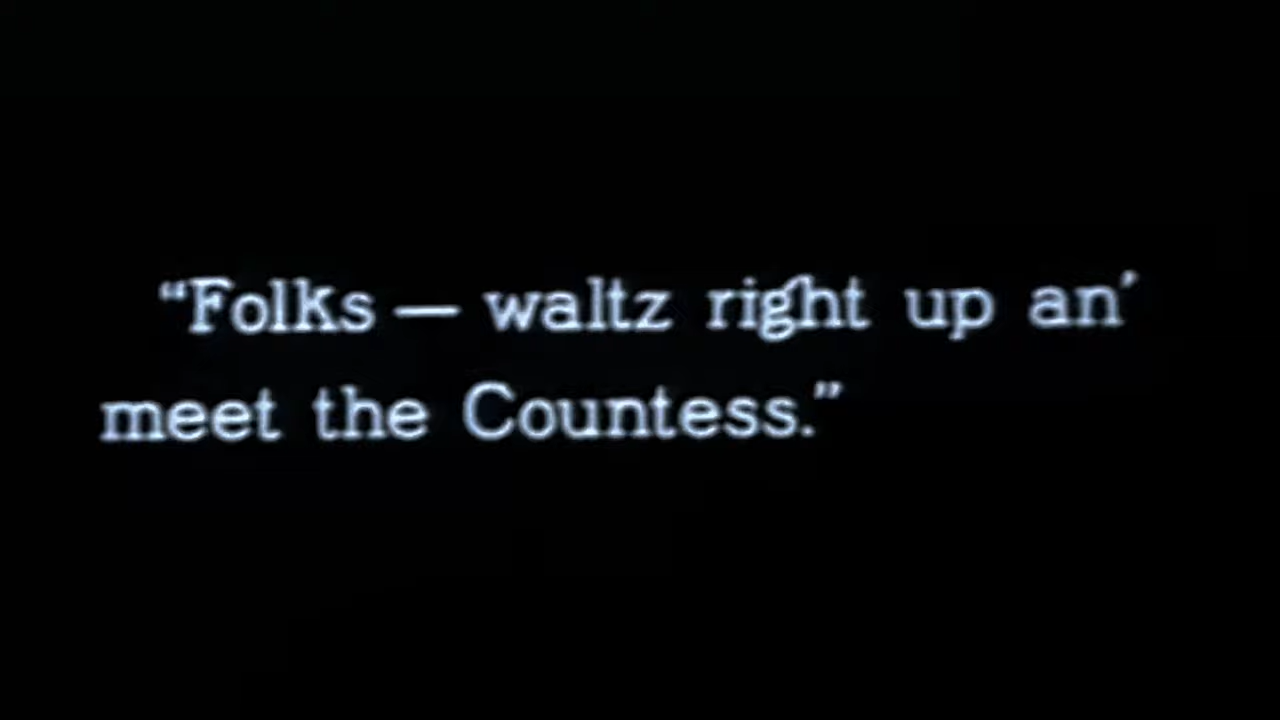 “Folks — waltz right up an’
meet the Countess.”